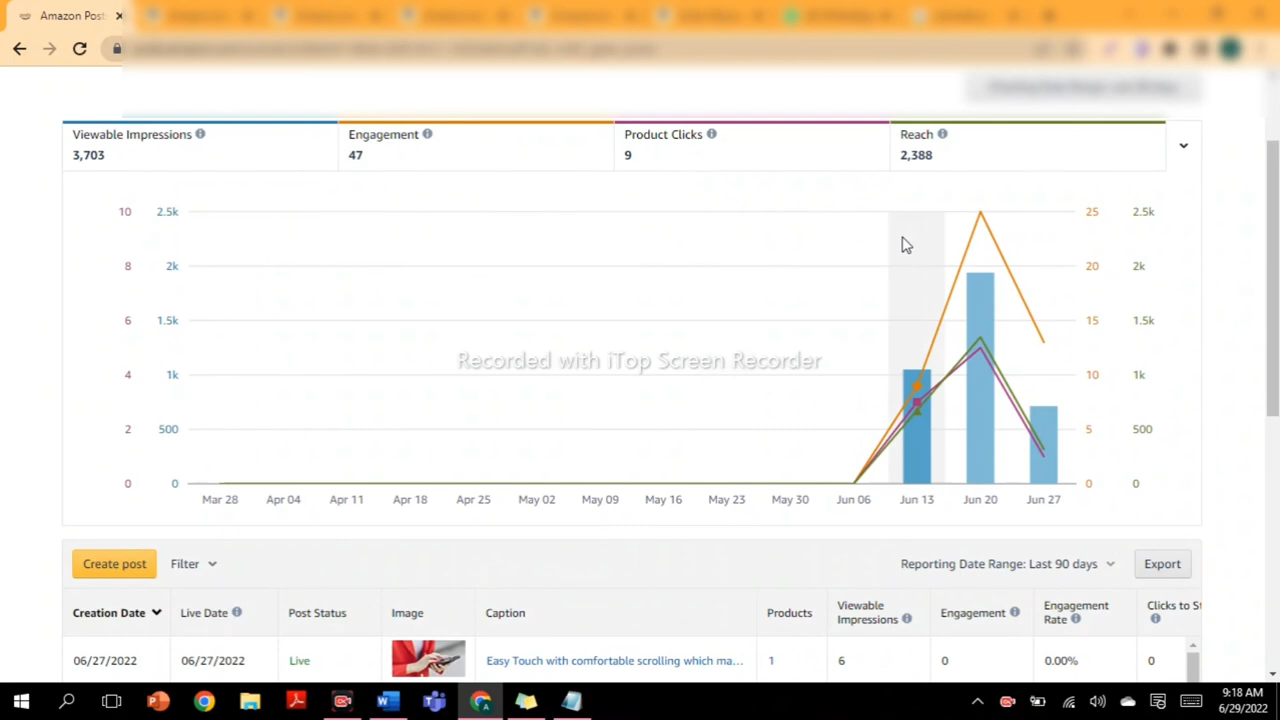 Amazon Post
Viewable Impressions
3,703
Engagement
47
Product Clicks
9
Reach
2,388
10 2.5k 25 2.5k
8 2k 20 2k
6 1.5k 15 1.5k
Recorded with iTop Screen Recorder
4 1k 10 1k
2 500 5 500
0 0 0 0
Mar 28 Apr 04 Apr 11 Apr 18 Apr 25 May 02 May 09 May 16 May 23 May 30 Jun 06 Jun 13 Jun 20 Jun 27
Create post Filter Reporting Date Range: Last 90 days Export
Creation Date Live Date Post Status Image Caption Products Viewable Impressions Engagement Engagement Rate Clicks to St
06/27/2022 06/27/2022 Live Easy Touch with comfortable scrolling which ma... 1 6 0 0.00% 0
9:18 AM
6/29/2022